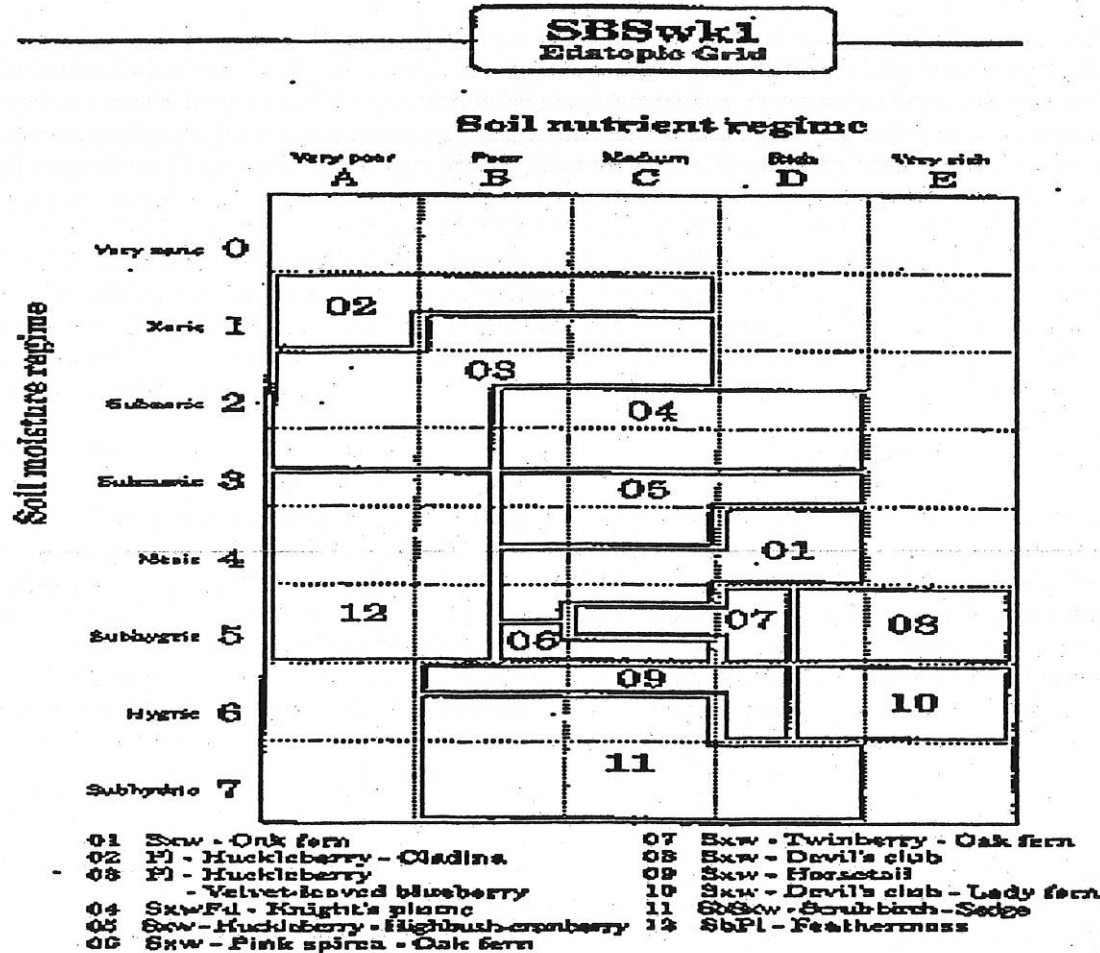 SBSwk1
Edatopic Grid
Soil nutrient regime
Very poor Poor Medium Rich Very rich
A B C D E
Soil moisture regime
Very xeric 0
02
Xeric 1
03
Submesic 2
04
Subxeric 3
05
01
Mesic 4
12 07 08
Subhygric 5
06
09
Hygric 6
10
11
Subhydric 7
01 Sxw - Oak fern
02 Pl - Huckleberry - Cladina
03 Pl - Huckleberry
- Velvet-leaved blueberry
04 SxwFd - Knight's plume
05 Sxw - Huckleberry - Highbush-cranberry
06 Sxw - Pink spirea - Oak fern
07 Sxw - Twinberry - Oak fern
08 Sxw - Devil's club
09 Sxw - Horsetail
10 Sxw - Devil's club - Lady fern
11 SbSxw - Scrub birch - Sedge
12 SbPl - Feathermoss